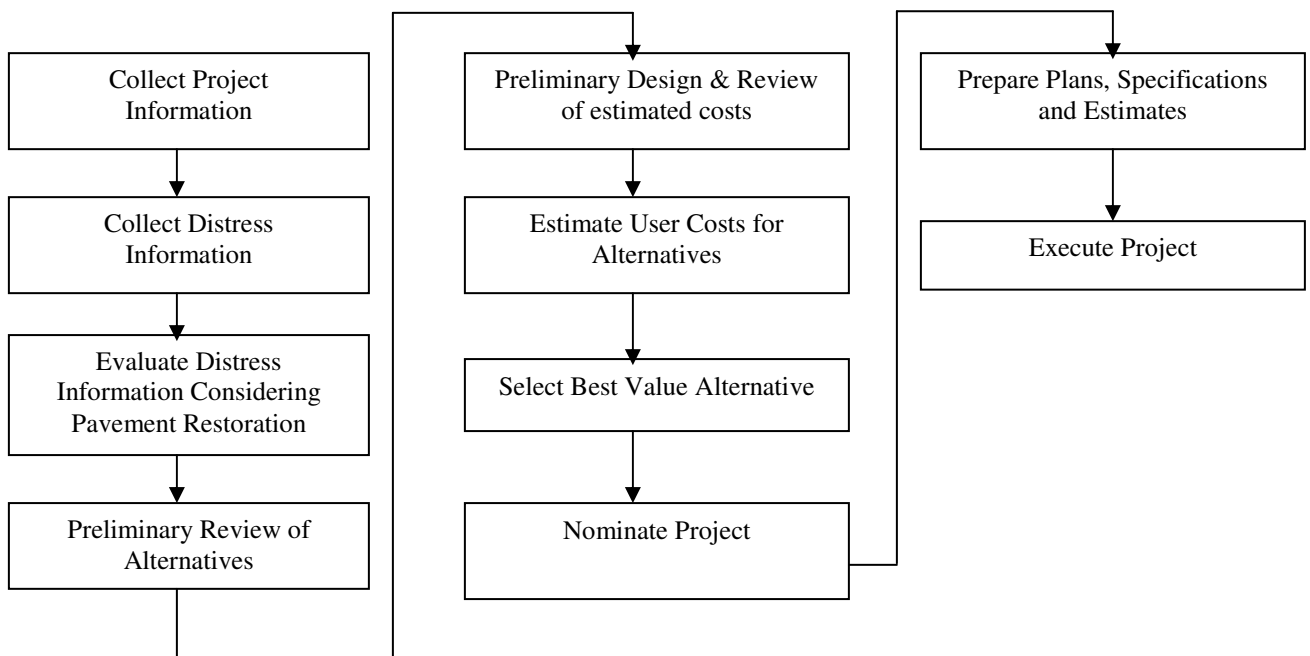 Collect Project
Information
Collect Distress
Information
Evaluate Distress
Information Considering
Pavement Restoration
Preliminary Review of
Alternatives
Preliminary Design & Review
of estimated costs
Estimate User Costs for
Alternatives
Select Best Value Alternative
Nominate Project
Prepare Plans, Specifications
and Estimates
Execute Project